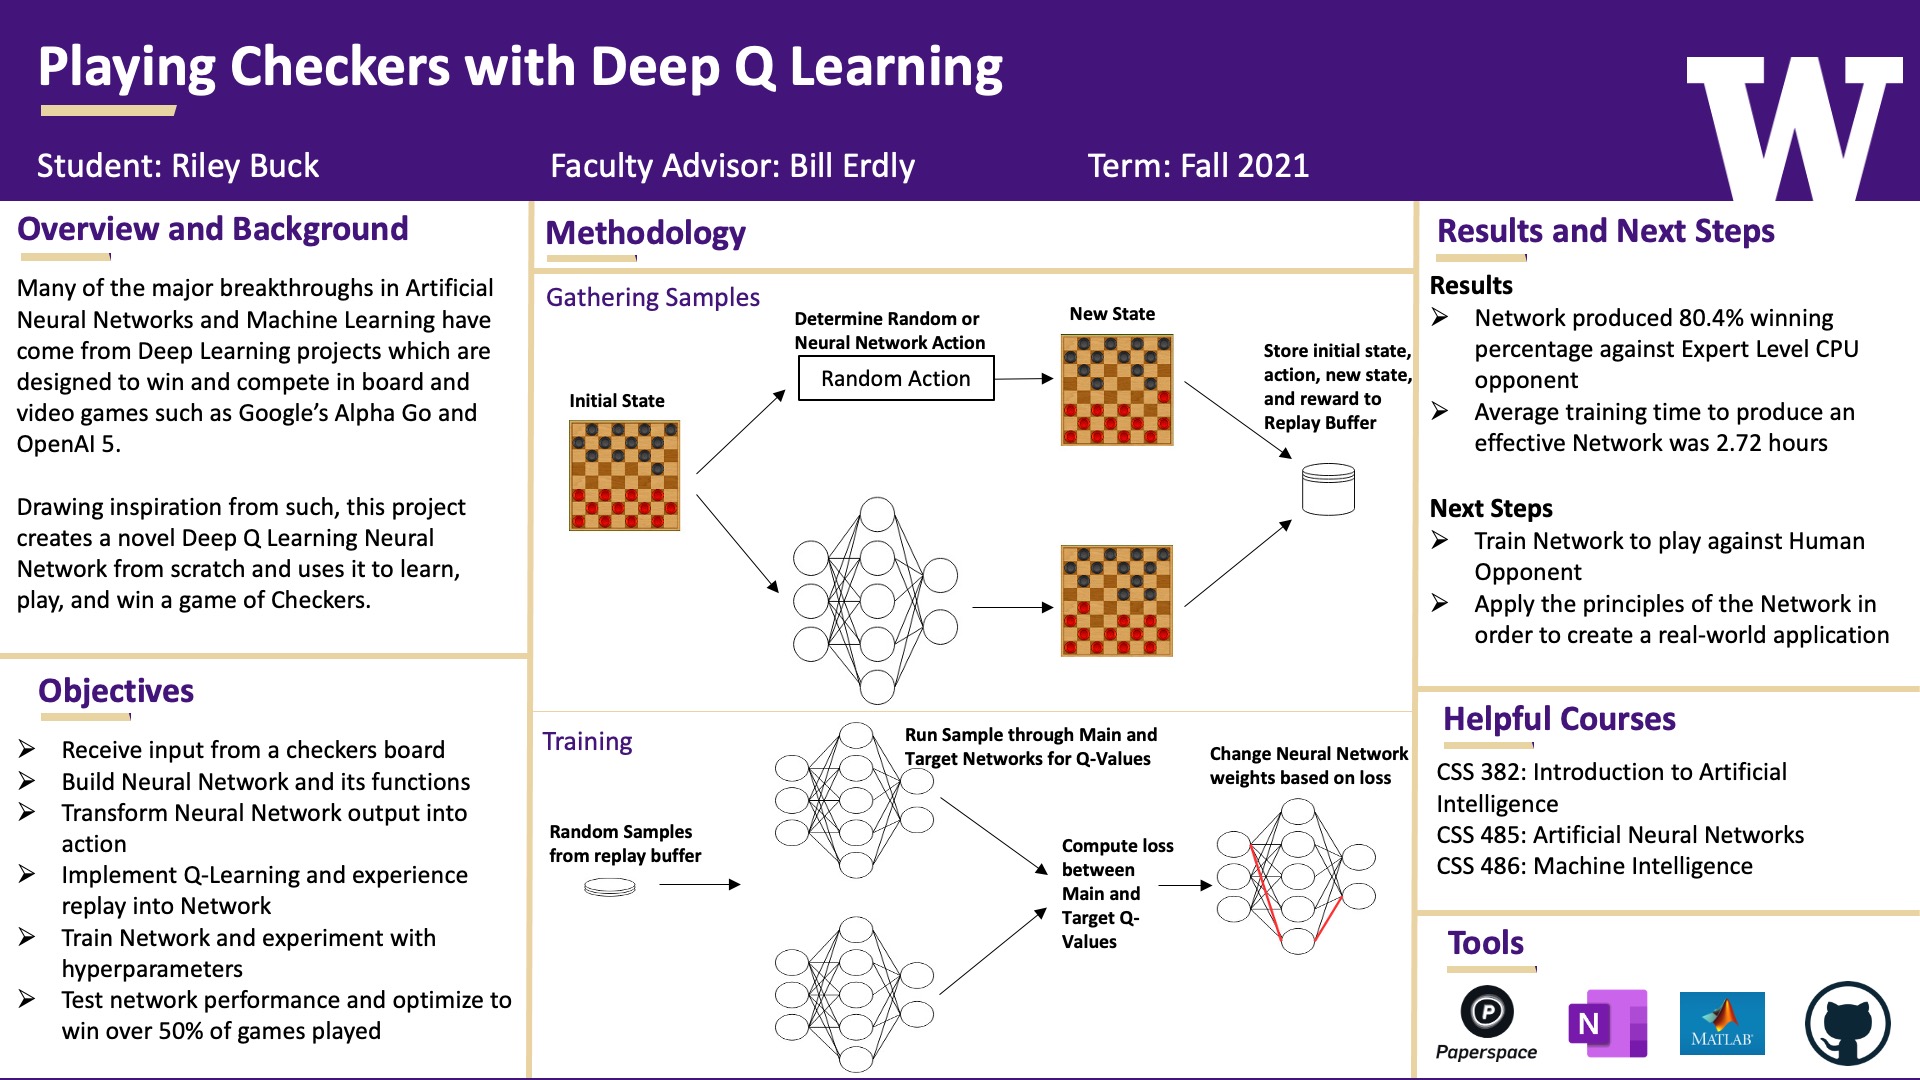 Playing Checkers with Deep Q Learning
Student: Riley Buck
Faculty Advisor: Bill Erdly
Term: Fall 2021
W
Overview and Background
Many of the major breakthroughs in Artificial
Neural Networks and Machine Learning have
come from Deep Learning projects which are
designed to win and compete in board and
video games such as Google’s Alpha Go and
OpenAI 5.
Drawing inspiration from such, this project
creates a novel Deep Q Learning Neural
Network from scratch and uses it to learn,
play, and win a game of Checkers.
Objectives
➢ Receive input from a checkers board
➢ Build Neural Network and its functions
➢ Transform Neural Network output into
action
➢ Implement Q-Learning and experience
replay into Network
➢ Train Network and experiment with
hyperparameters
➢ Test network performance and optimize to
win over 50% of games played
Methodology
Gathering Samples
Initial State
Determine Random or
Neural Network Action
Random Action
New State
Store initial state,
action, new state,
and reward to
Replay Buffer
Training
Random Samples
from replay buffer
Run Sample through Main and
Target Networks for Q-Values
Compute loss
between
Main and
Target Q-
Values
Change Neural Network
weights based on loss
Results and Next Steps
Results
➢ Network produced 80.4% winning
percentage against Expert Level CPU
opponent
➢ Average training time to produce an
effective Network was 2.72 hours
Next Steps
➢ Train Network to play against Human
Opponent
➢ Apply the principles of the Network in
order to create a real-world application
Helpful Courses
CSS 382: Introduction to Artificial
Intelligence
CSS 485: Artificial Neural Networks
CSS 486: Machine Intelligence
Tools
P
Paperspace
N
MATLAB